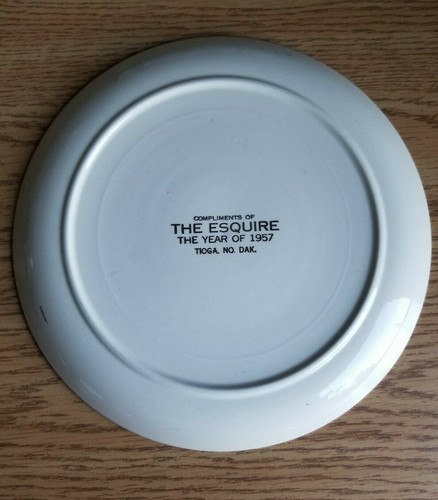 COMPLIMENTS OF
THE ESQUIRE
THE YEAR OF 1957
TIOGA, NO. DAK.